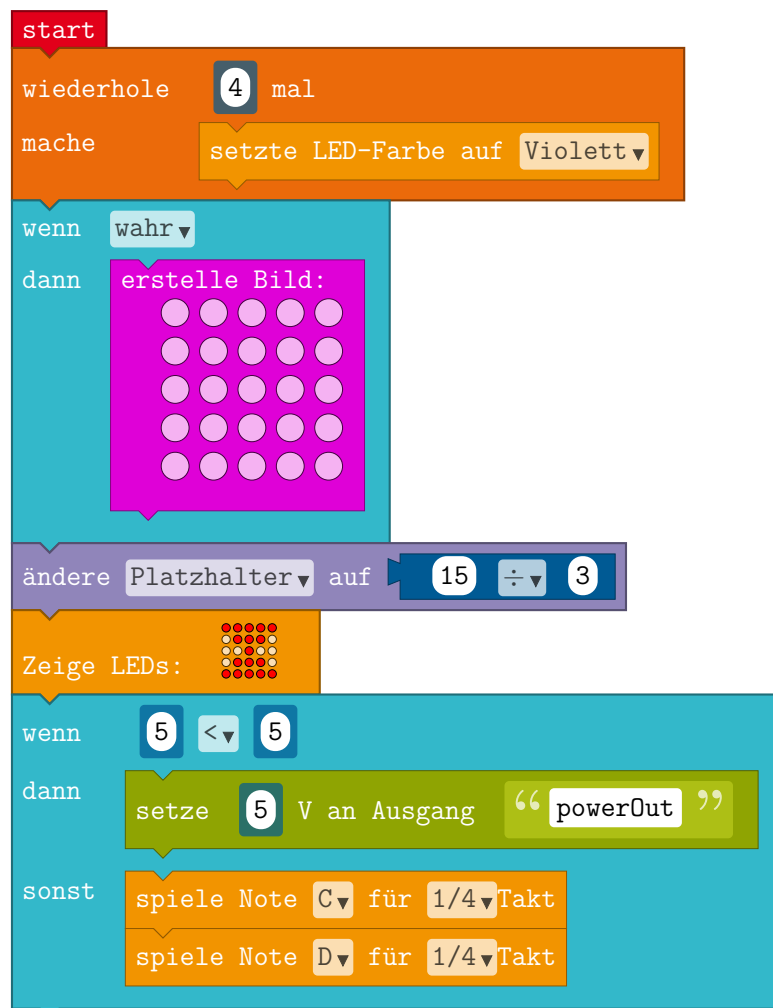 start
wiederhole 4 mal
mache setzte LED-Farbe auf Violett ▾
wenn wahr ▾
dann erstelle Bild:
ändere Platzhalter ▾ auf 15 ÷ ▾ 3
Zeige LEDs:
wenn 5 < ▾ 5
dann setze 5 V an Ausgang “ powerOut ”
sonst spiele Note C ▾ für 1/4 ▾ Takt
spiele Note D ▾ für 1/4 ▾ Takt